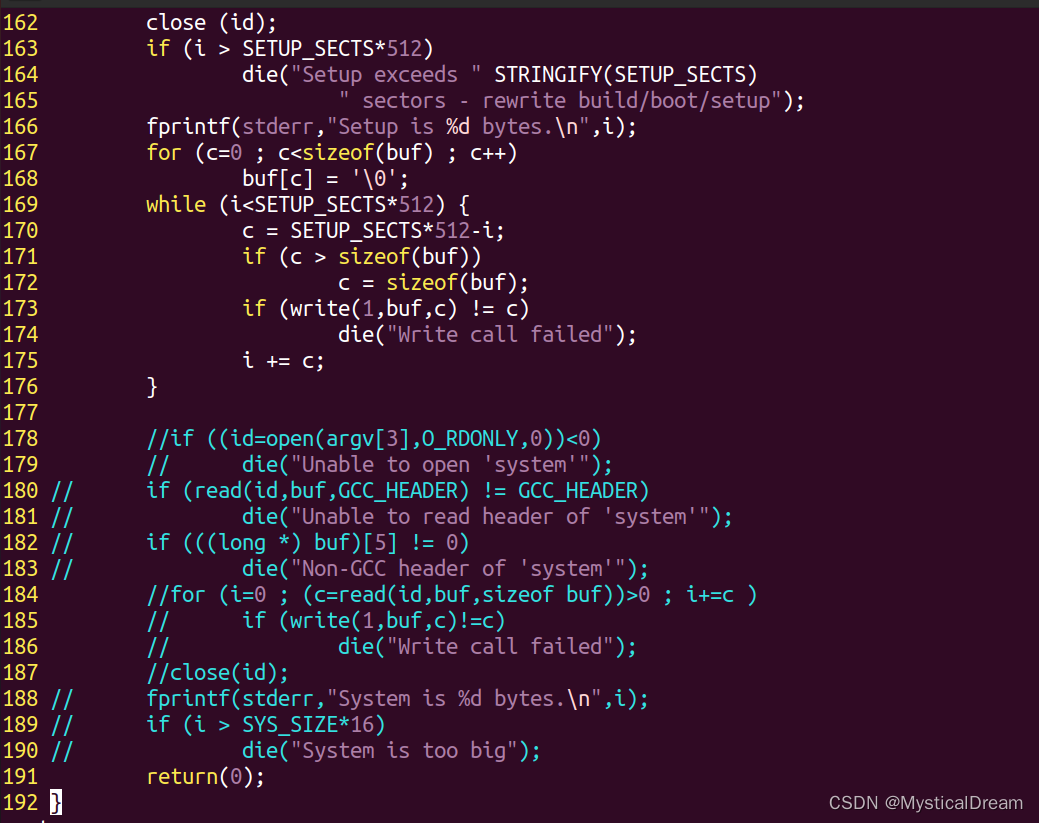 162         close (id);
163         if (i > SETUP_SECTS*512)
164                 die("Setup exceeds " STRINGIFY(SETUP_SECTS)
165                         " sectors - rewrite build/boot/setup");
166         fprintf(stderr,"Setup is %d bytes.\n",i);
167         for (c=0 ; c<sizeof(buf) ; c++)
168                 buf[c] = '\0';
169         while (i<SETUP_SECTS*512) {
170                 c = SETUP_SECTS*512-i;
171                 if (c > sizeof(buf))
172                         c = sizeof(buf);
173                 if (write(1,buf,c) != c)
174                         die("Write call failed");
175                 i += c;
176         }
177
178         //if ((id=open(argv[3],O_RDONLY,0))<0)
179         //      die("Unable to open 'system'");
180 //      if (read(id,buf,GCC_HEADER) != GCC_HEADER)
181 //              die("Unable to read header of 'system'");
182 //      if (((long *) buf)[5] != 0)
183 //              die("Non-GCC header of 'system'");
184         //for (i=0 ; (c=read(id,buf,sizeof buf))>0 ; i+=c )
185         //      if (write(1,buf,c)!=c)
186         //              die("Write call failed");
187         //close(id);
188 //      fprintf(stderr,"System is %d bytes.\n",i);
189 //      if (i > SYS_SIZE*16)
190 //              die("System is too big");
191         return(0);
192 }
CSDN @MysticalDream